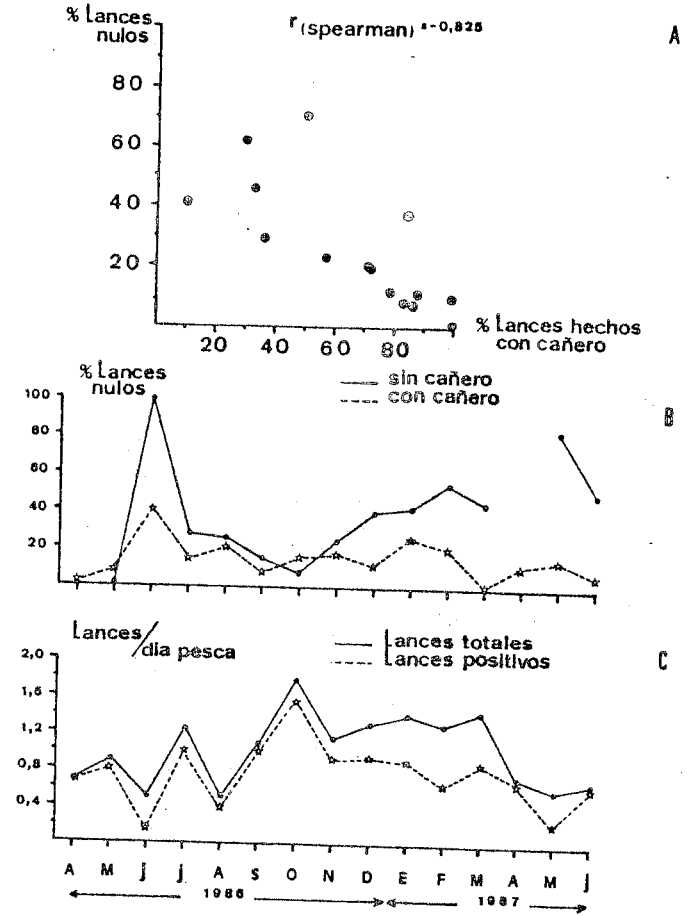 % Lances
nulos
r(spearman) =-0,825
A
80
60
40
20
20 40 60 80
% Lances hechos
con cañero
% Lances
nulos
sin cañero
con cañero
B
100
80
60
40
20
Lances/
dia pesca
Lances totales
Lances positivos
C
2,0
1,6
1,2
0,8
0,4
A M J J A S O N D E F M A M J
1986 1987